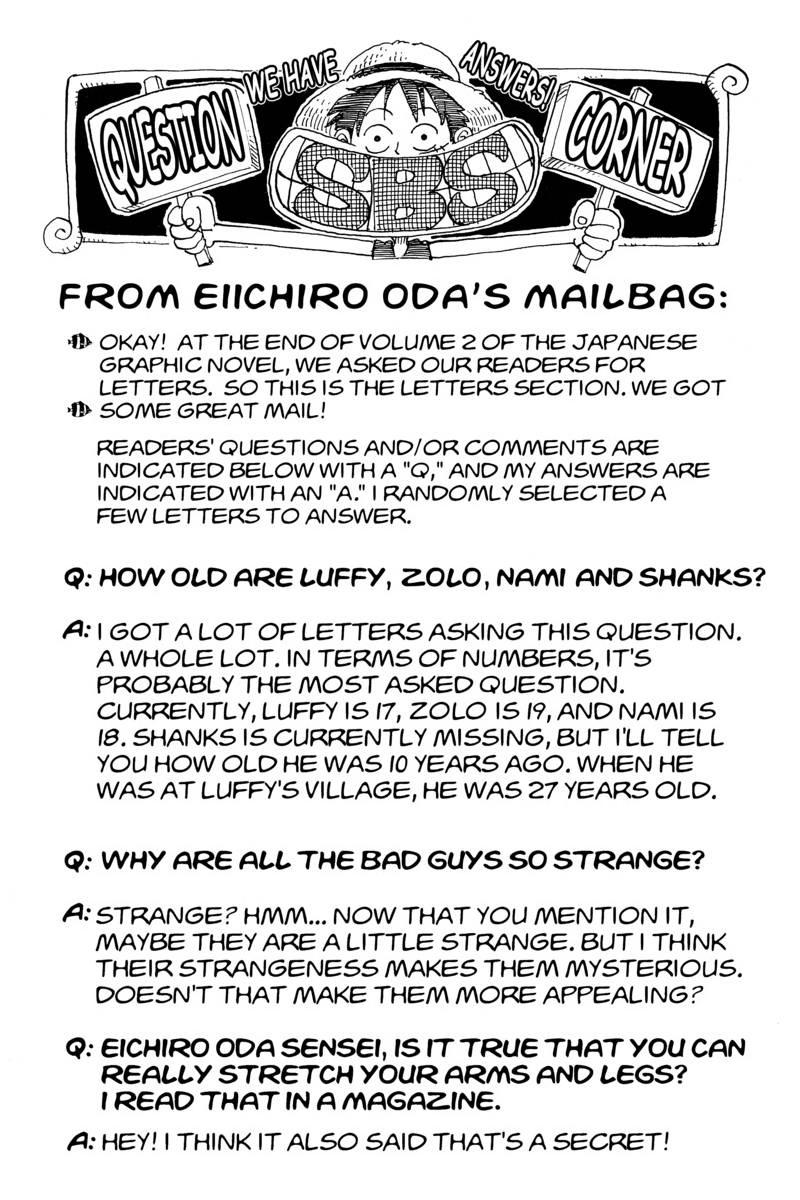 QUESTION
WE HAVE
ANSWERS!
CORNER
SBS
FROM EIICHIRO ODA'S MAILBAG:
OKAY! AT THE END OF VOLUME 2 OF THE JAPANESE
GRAPHIC NOVEL, WE ASKED OUR READERS FOR
LETTERS. SO THIS IS THE LETTERS SECTION. WE GOT
SOME GREAT MAIL!
READERS' QUESTIONS AND/OR COMMENTS ARE
INDICATED BELOW WITH A "Q," AND MY ANSWERS ARE
INDICATED WITH AN "A." I RANDOMLY SELECTED A
FEW LETTERS TO ANSWER.
Q: HOW OLD ARE LUFFY, ZOLO, NAMI AND SHANKS?
A: I GOT A LOT OF LETTERS ASKING THIS QUESTION.
A WHOLE LOT. IN TERMS OF NUMBERS, IT'S
PROBABLY THE MOST ASKED QUESTION.
CURRENTLY, LUFFY IS 17, ZOLO IS 19, AND NAMI IS
18. SHANKS IS CURRENTLY MISSING, BUT I'LL TELL
YOU HOW OLD HE WAS 10 YEARS AGO. WHEN HE
WAS AT LUFFY'S VILLAGE, HE WAS 27 YEARS OLD.
Q: WHY ARE ALL THE BAD GUYS SO STRANGE?
A: STRANGE? HMM... NOW THAT YOU MENTION IT,
MAYBE THEY ARE A LITTLE STRANGE. BUT I THINK
THEIR STRANGENESS MAKES THEM MYSTERIOUS.
DOESN'T THAT MAKE THEM MORE APPEALING?
Q: EICHIRO ODA SENSEI, IS IT TRUE THAT YOU CAN
REALLY STRETCH YOUR ARMS AND LEGS?
I READ THAT IN A MAGAZINE.
A: HEY! I THINK IT ALSO SAID THAT'S A SECRET!